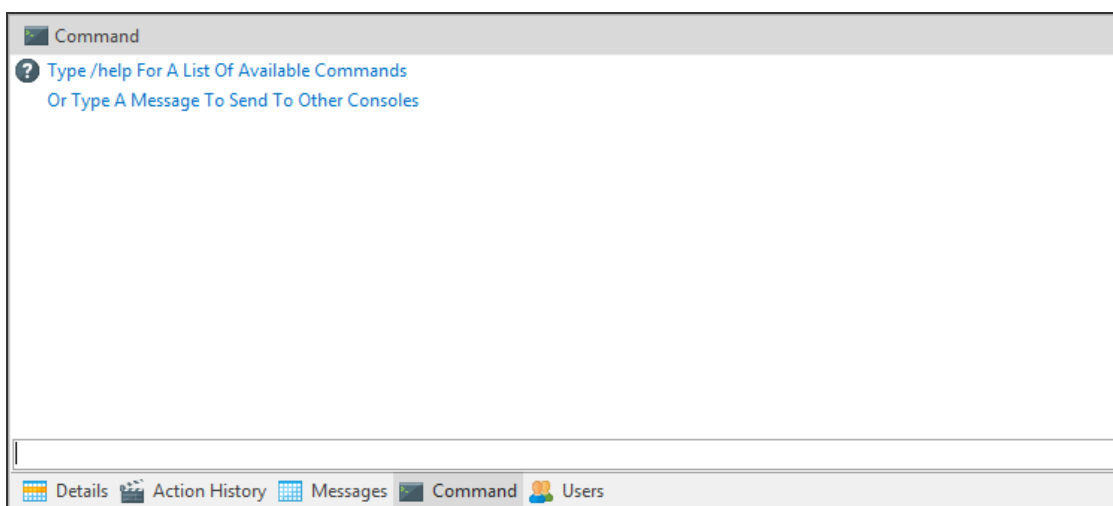 Command
Type /help For A List Of Available Commands
Or Type A Message To Send To Other Consoles
Details Action History Messages Command Users